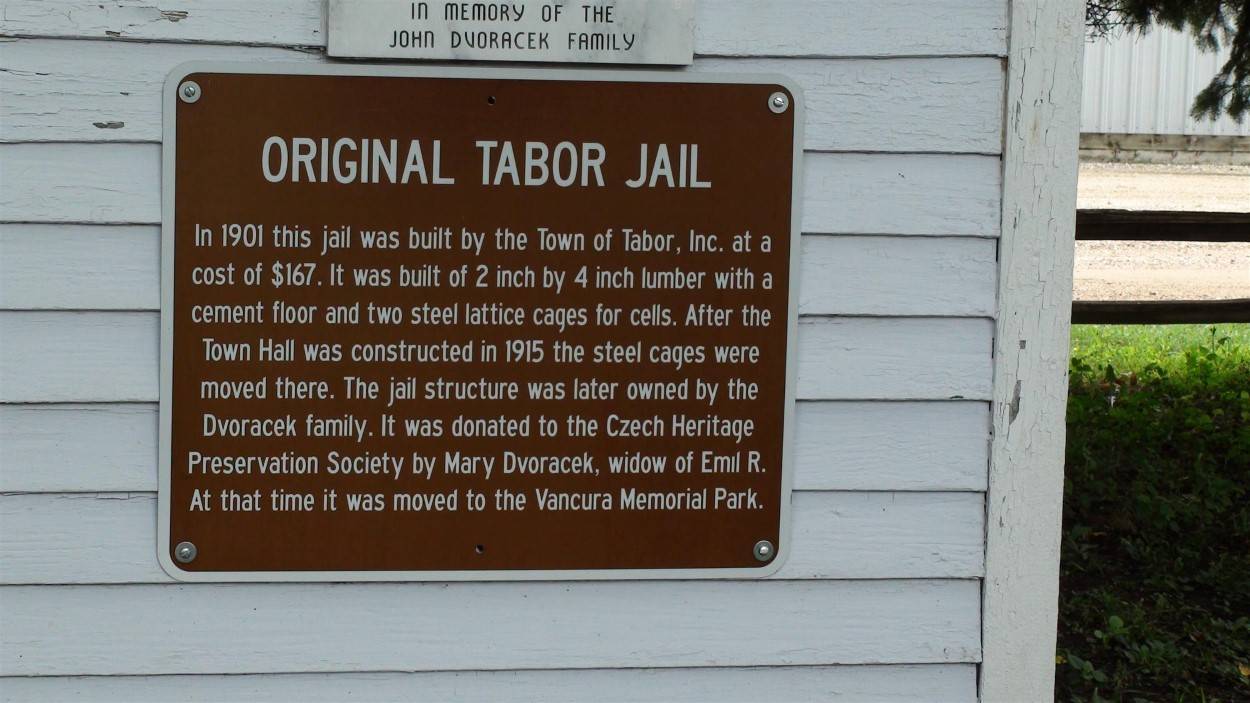 IN MEMORY OF THE
JOHN DVORACEK FAMILY
ORIGINAL TABOR JAIL
In 1901 this jail was built by the Town of Tabor, Inc. at a
cost of $167. It was built of 2 inch by 4 inch lumber with a
cement floor and two steel lattice cages for cells. After the
Town Hall was constructed in 1915 the steel cages were
moved there. The jail structure was later owned by the
Dvoracek family. It was donated to the Czech Heritage
Preservation Society by Mary Dvoracek, widow of Emil R.
At that time it was moved to the Vancura Memorial Park.